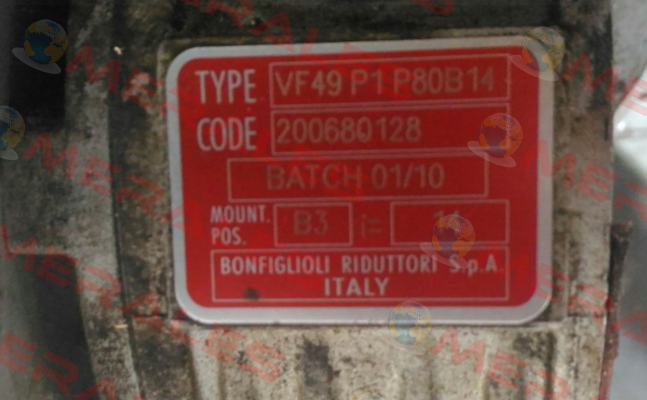 TYPE VF49 P1 P80B14
CODE 200680128
BATCH 01/10
MOUNT. POS. B3 i=
BONFIGLIOLI RIDUTTORI S.p.A
ITALY